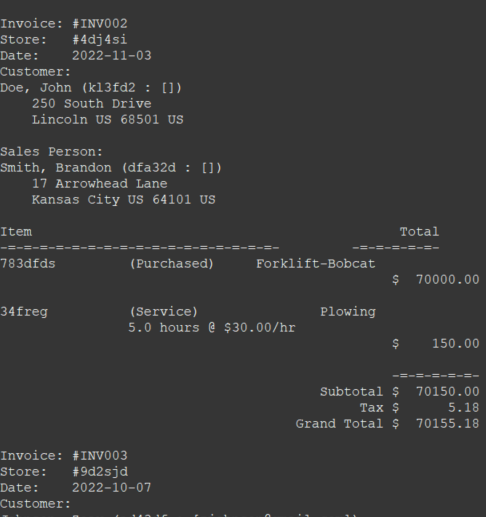 Invoice: #INV002
Store: #4dj4si
Date: 2022-11-03
Customer:
Doe, John (kl3fd2 : [])
250 South Drive
Lincoln US 68501 US
Sales Person:
Smith, Brandon (dfa32d : [])
17 Arrowhead Lane
Kansas City US 64101 US
Item Total
-=-=-=-=-=-=-=-=-=-=-=-=-=-=-=-=-=- -=-=-=-=-=-
783dfds (Purchased) Forklift-Bobcat
$ 70000.00
34freg (Service) Plowing
5.0 hours @ $30.00/hr
$ 150.00
-=-=-=-=-=-
Subtotal $ 70150.00
Tax $ 5.18
Grand Total $ 70155.18
Invoice: #INV003
Store: #9d2sjd
Date: 2022-10-07
Customer: